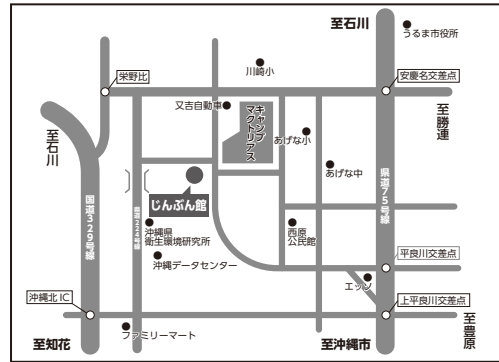 至石川
うるま市役所
川崎小
栄野比
安慶名交差点
又吉自動車
キャンプ
マクトリアス
至勝連
至石川
あげな小
あげな中
国道329号線
県道224号線
県道75号線
じんぶん館
沖縄県
衛生環境研究所
西原
公民館
沖縄データセンター
平良川交差点
エッソ
沖縄北 IC
上平良川交差点
至豊原
ファミリーマート
至知花
至沖縄市